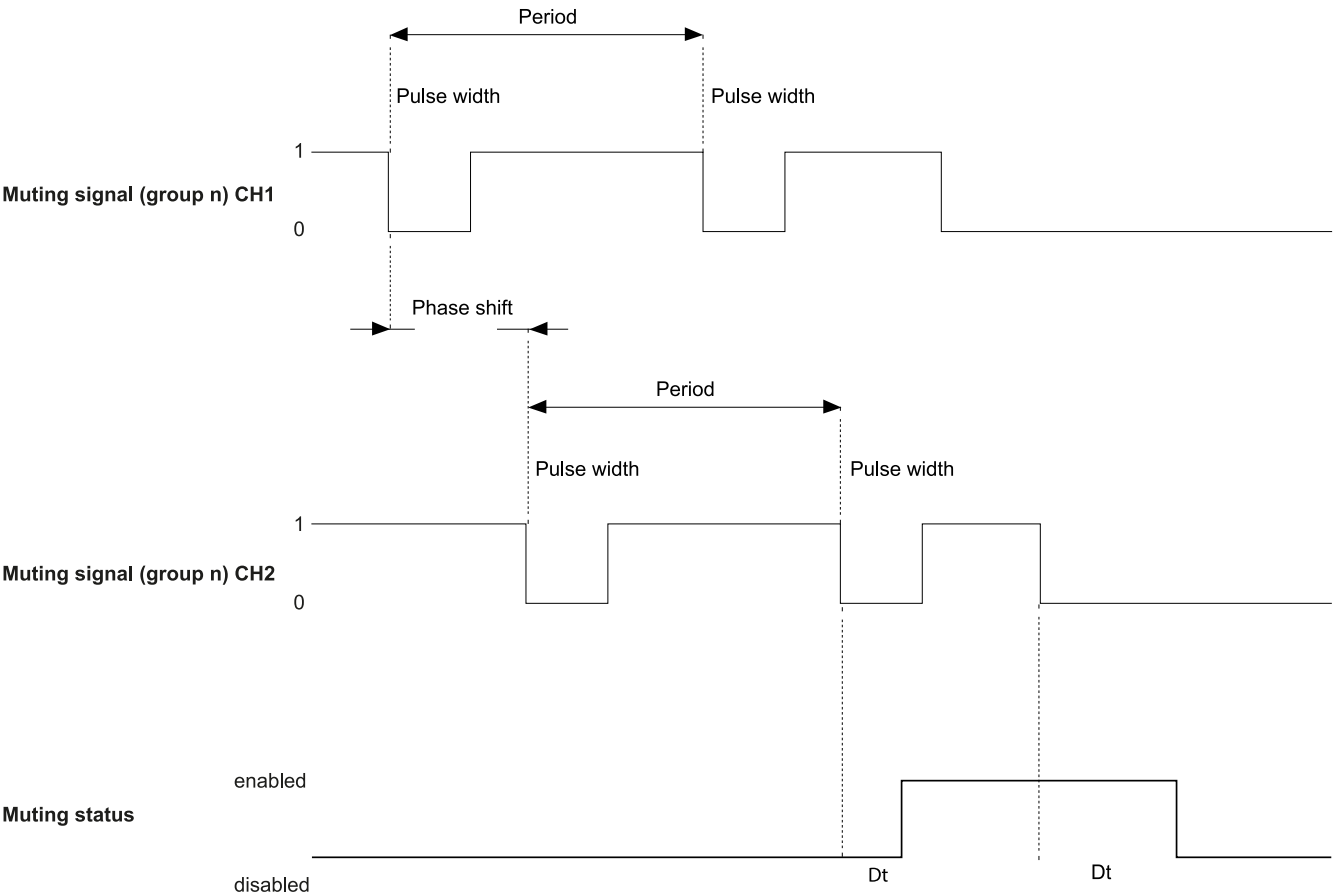 Period
Pulse width
Pulse width
1
Muting signal (group n) CH1
0
Phase shift
Period
Pulse width
Pulse width
1
Muting signal (group n) CH2
0
enabled
Muting status
Dt
Dt
disabled